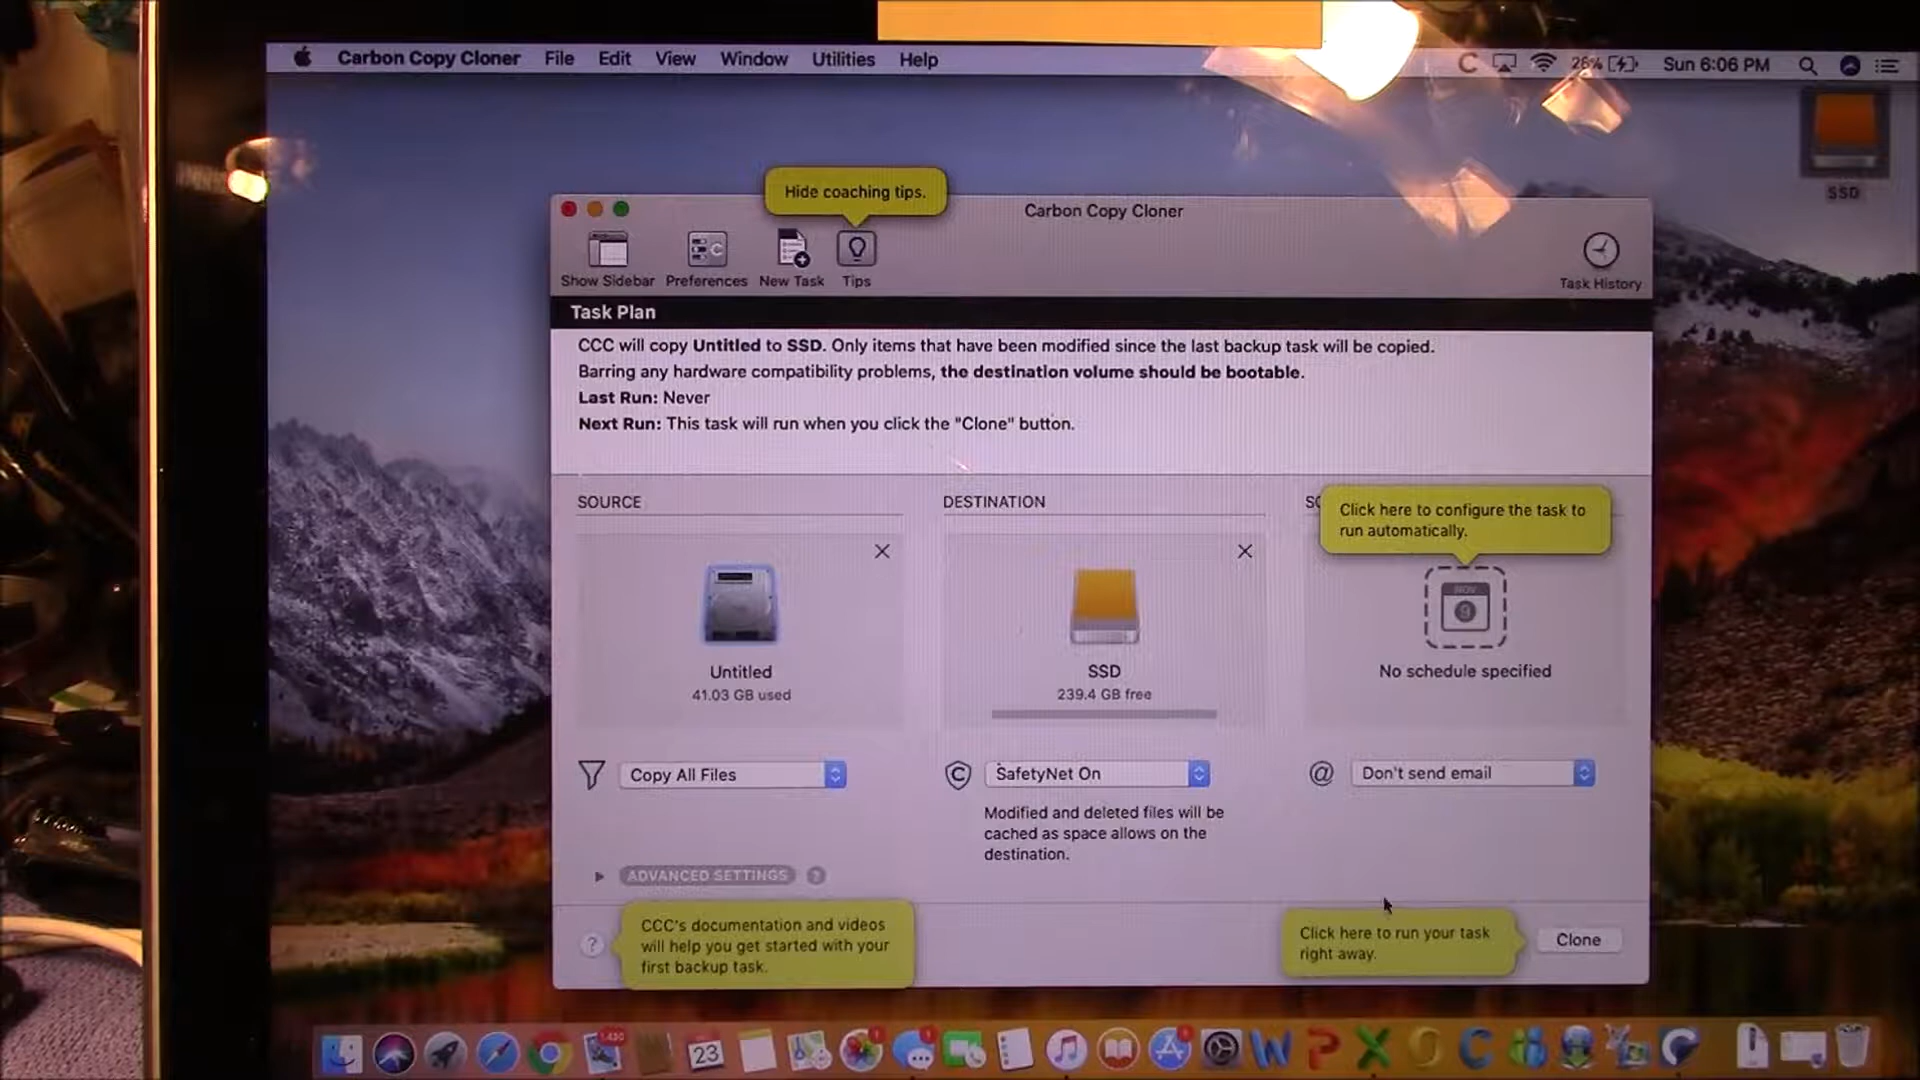 Carbon Copy Cloner File Edit View Window Utilities Help
26% Sun 6:06 PM
SSD
Hide coaching tips.
Carbon Copy Cloner
Show Sidebar Preferences New Task Tips Task History
Task Plan
CCC will copy Untitled to SSD. Only items that have been modified since the last backup task will be copied.
Barring any hardware compatibility problems, the destination volume should be bootable.
Last Run: Never
Next Run: This task will run when you click the "Clone" button.
SOURCE
DESTINATION
Click here to configure the task to
run automatically.
Untitled
41.03 GB used
SSD
239.4 GB free
No schedule specified
Copy All Files
SafetyNet On
Don't send email
Modified and deleted files will be
cached as space allows on the
destination.
ADVANCED SETTINGS ?
? CCC's documentation and videos
will help you get started with your
first backup task.
Click here to run your task
right away.
Clone
23